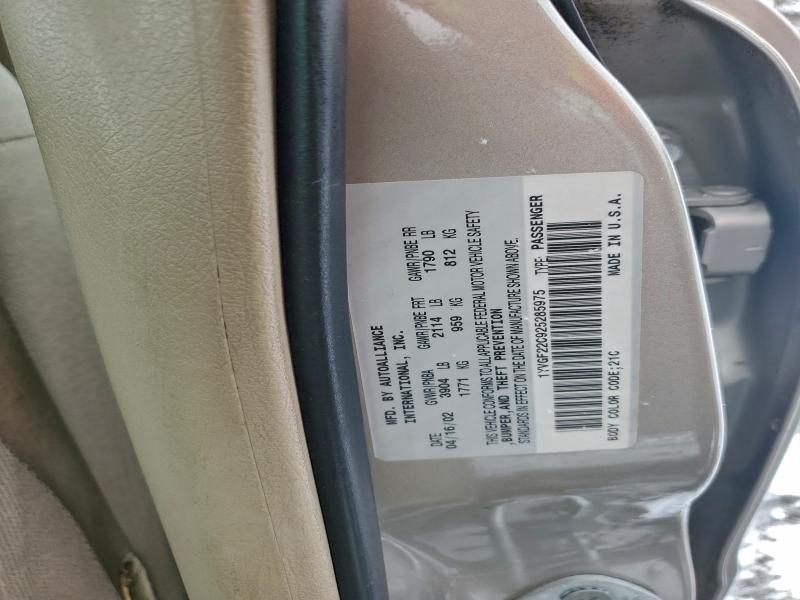 MFD. BY AUTOALLIANCE
INTERNATIONAL, INC.
DATE GVWR/PNBA GAWR/PNBE FRT GAWR/PNBE RR
04/16/02 3904 LB 2114 LB 1790 LB
1771 KG 959 KG 812 KG
THIS VEHICLE CONFORMS TO ALL APPLICABLE FEDERAL MOTOR VEHICLE SAFETY
,BUMPER,AND THEFT PREVENTION
STANDARDS IN EFFECT ON THE DATE OF MANUFACTURE SHOWN ABOVE.
1YVGF22C925285975 TYPE: PASSENGER
BODY COLOR CODE;21C MADE IN U.S.A.